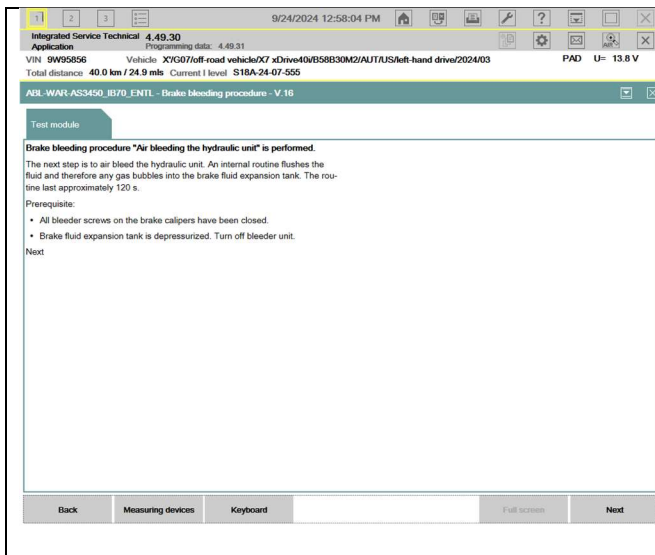 1 2 3 9/24/2024 12:58:04 PM ?
Integrated Service Technical Application 4.49.30
Programming data: 4.49.31
VIN 9W95856 Vehicle X'/G07/off-road vehicle/X7 xDrive40i/B58B30M2/AUT/US/left-hand drive/2024/03 PAD U= 13.8 V
Total distance 40.0 km / 24.9 mls Current I level S18A-24-07-555
ABL-WAR-AS3450_IB70_ENTL - Brake bleeding procedure - V.16
Test module
Brake bleeding procedure "Air bleeding the hydraulic unit" is performed.
The next step is to air bleed the hydraulic unit. An internal routine flushes the
fluid and therefore any gas bubbles into the brake fluid expansion tank. The rou-
tine last approximately 120 s.
Prerequisite:
• All bleeder screws on the brake calipers have been closed.
• Brake fluid expansion tank is depressurized. Turn off bleeder unit.
Next
Back Measuring devices Keyboard Full screen Next